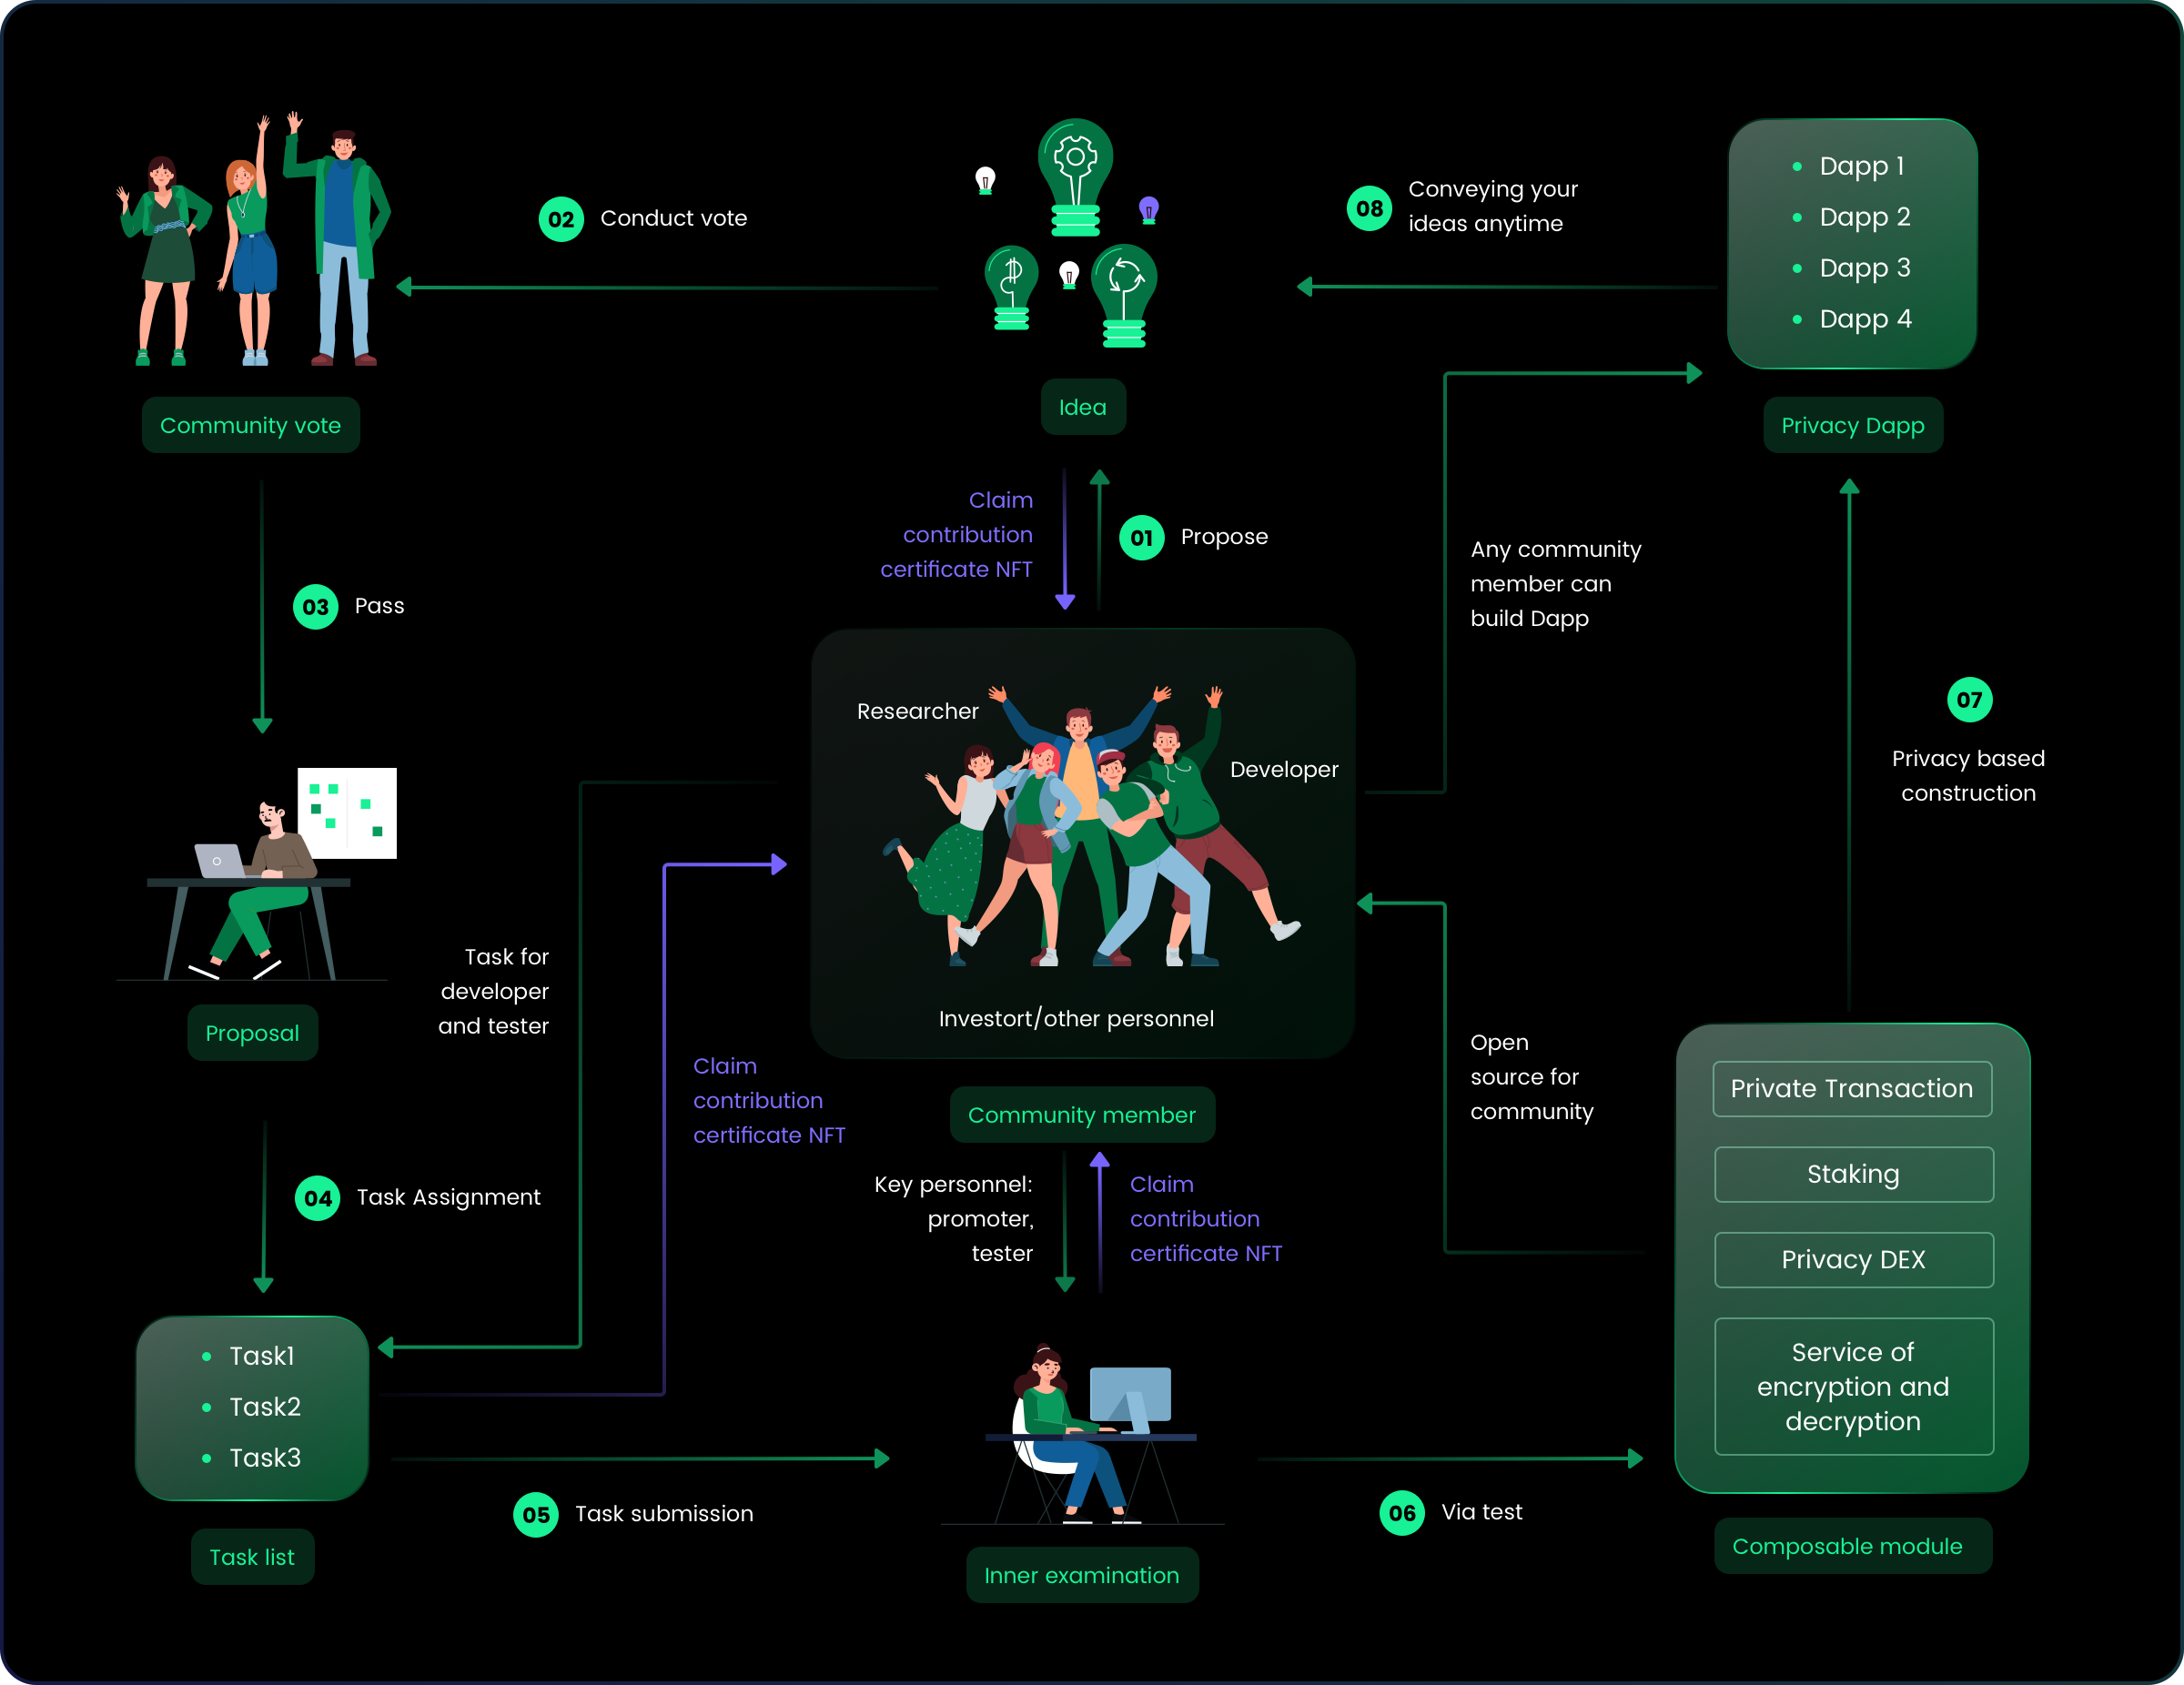 02
Conduct vote
08
Conveying your
ideas anytime
Dapp 1
Dapp 2
Dapp 3
Dapp 4
Community vote
Idea
Privacy Dapp
Claim
contribution
certificate NFT
01
Propose
Any community
member can
build Dapp
03
Pass
Researcher
Developer
Investort/other personnel
07
Privacy based
construction
Proposal
Task for
developer
and tester
Claim
contribution
certificate NFT
Open
source for
community
Community member
04
Task Assignment
Key personnel:
promoter,
tester
Claim
contribution
certificate NFT
Private Transaction
Staking
Privacy DEX
Service of
encryption and
decryption
Task1
Task2
Task3
05
Task submission
06
Via test
Task list
Inner examination
Composable module